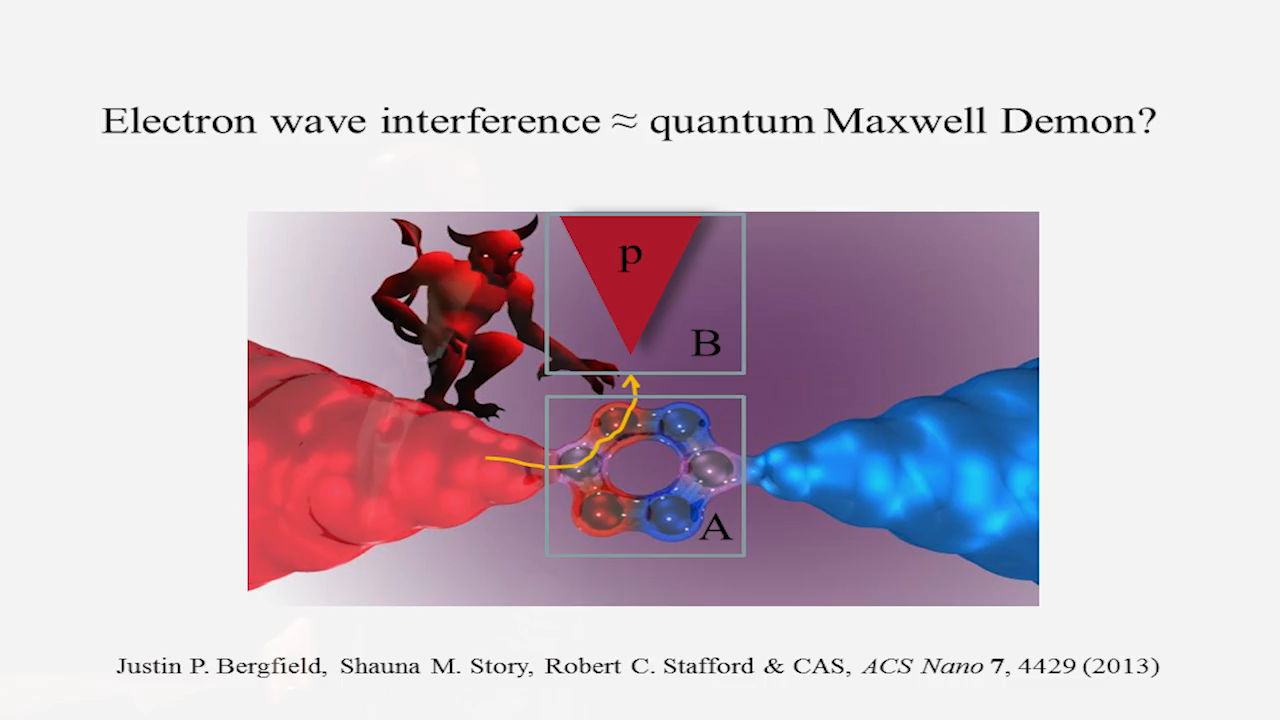 Electron wave interference ≈ quantum Maxwell Demon?
p
B
A
Justin P. Bergfield, Shauna M. Story, Robert C. Stafford & CAS, ACS Nano 7, 4429 (2013)